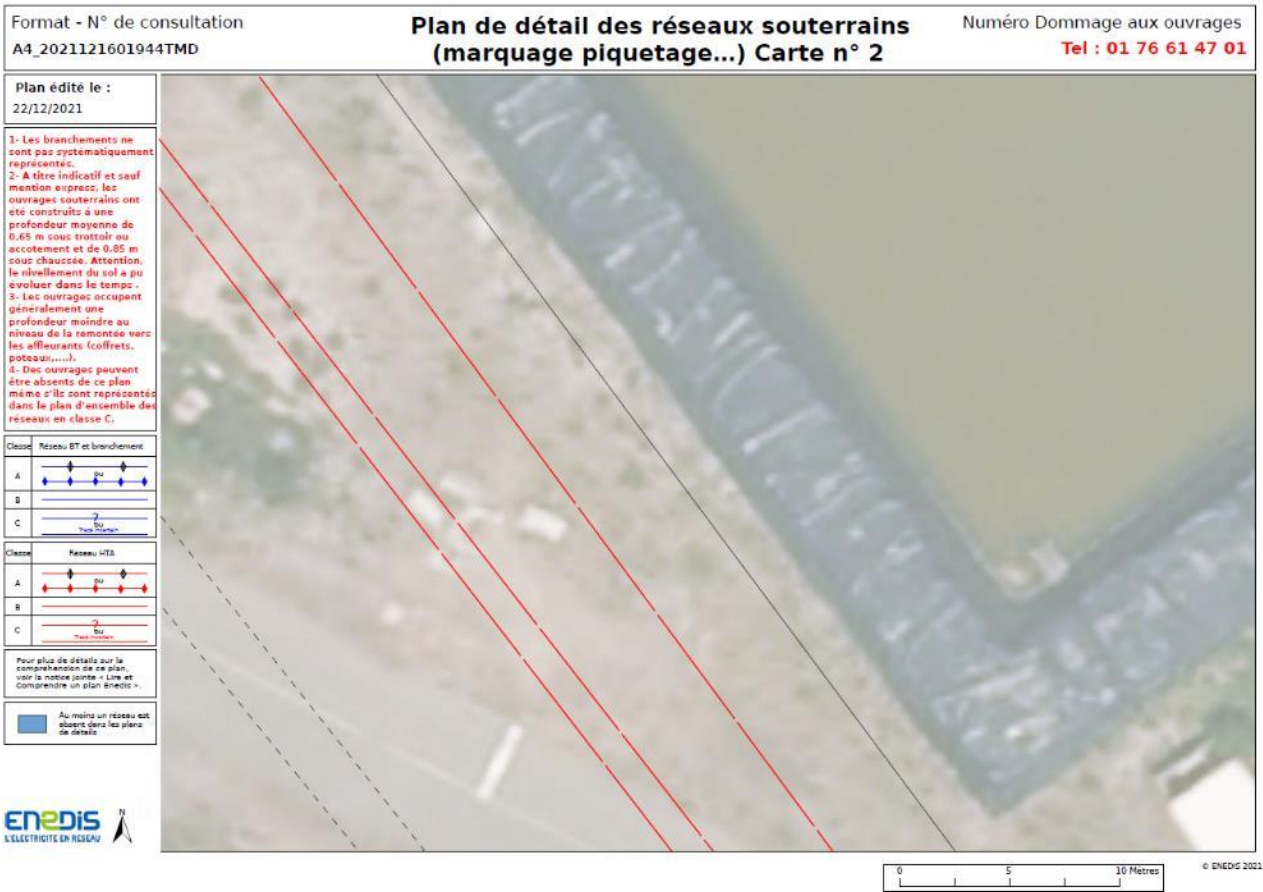 Format - N° de consultation
A4_2021121601944TMD
Plan de détail des réseaux souterrains
(marquage piquetage...) Carte n° 2
Numéro Dommage aux ouvrages
Tel : 01 76 61 47 01
Plan édité le :
22/12/2021
1- Les branchements ne
sont pas systématiquement
représentés.
2- A titre indicatif et sauf
mention express, les
ouvrages souterrains ont
été construits à une
profondeur moyenne de
0,65 m sous trottoir ou
accotement et de 0,85 m
sous chaussée. Attention,
le nivellement du sol a pu
évoluer dans le temps .
3- Les ouvrages occupent
généralement une
profondeur moindre au
niveau de la remontée vers
les affleurants (coffrets,
poteaux,....).
4- Des ouvrages peuvent
être absents de ce plan
même s'ils sont représentés
dans le plan d'ensemble des
réseaux en classe C.
Classe Réseau BT et branchement
A ou
B
C ? ou
Tracé incertain
Classe Réseau HTA
A ou
B
C ? ou
Tracé incertain
Pour plus de détails sur la
compréhension de ce plan,
voir la notice jointe « Lire et
Comprendre un plan Enedis ».
Au moins un réseau est
absent dans les plans
de détails
ENEDIS
L'ELECTRICITE EN RESEAU
N
0 5 10 Mètres
© ENEDIS 2021